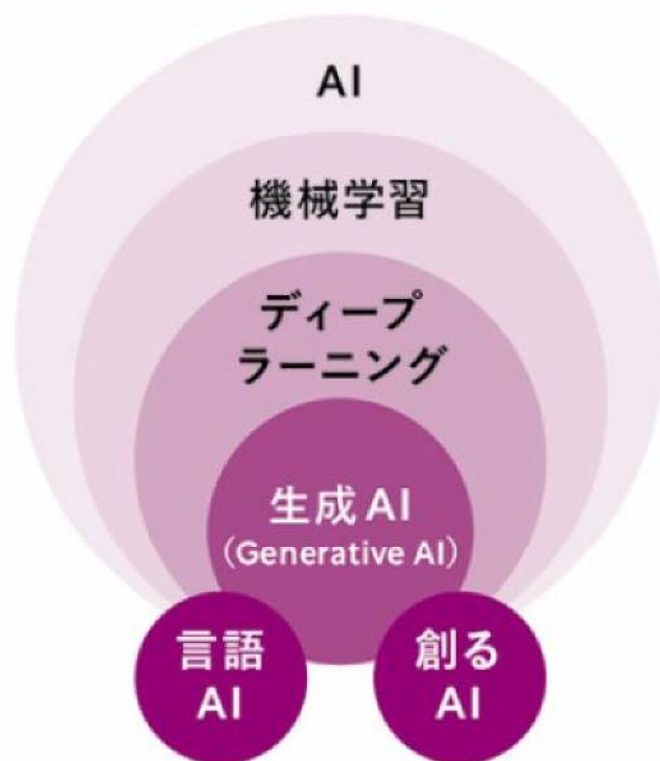 AI
機械学習
ディープ
ラーニング
生成AI
（Generative AI）
言語
AI
創る
AI